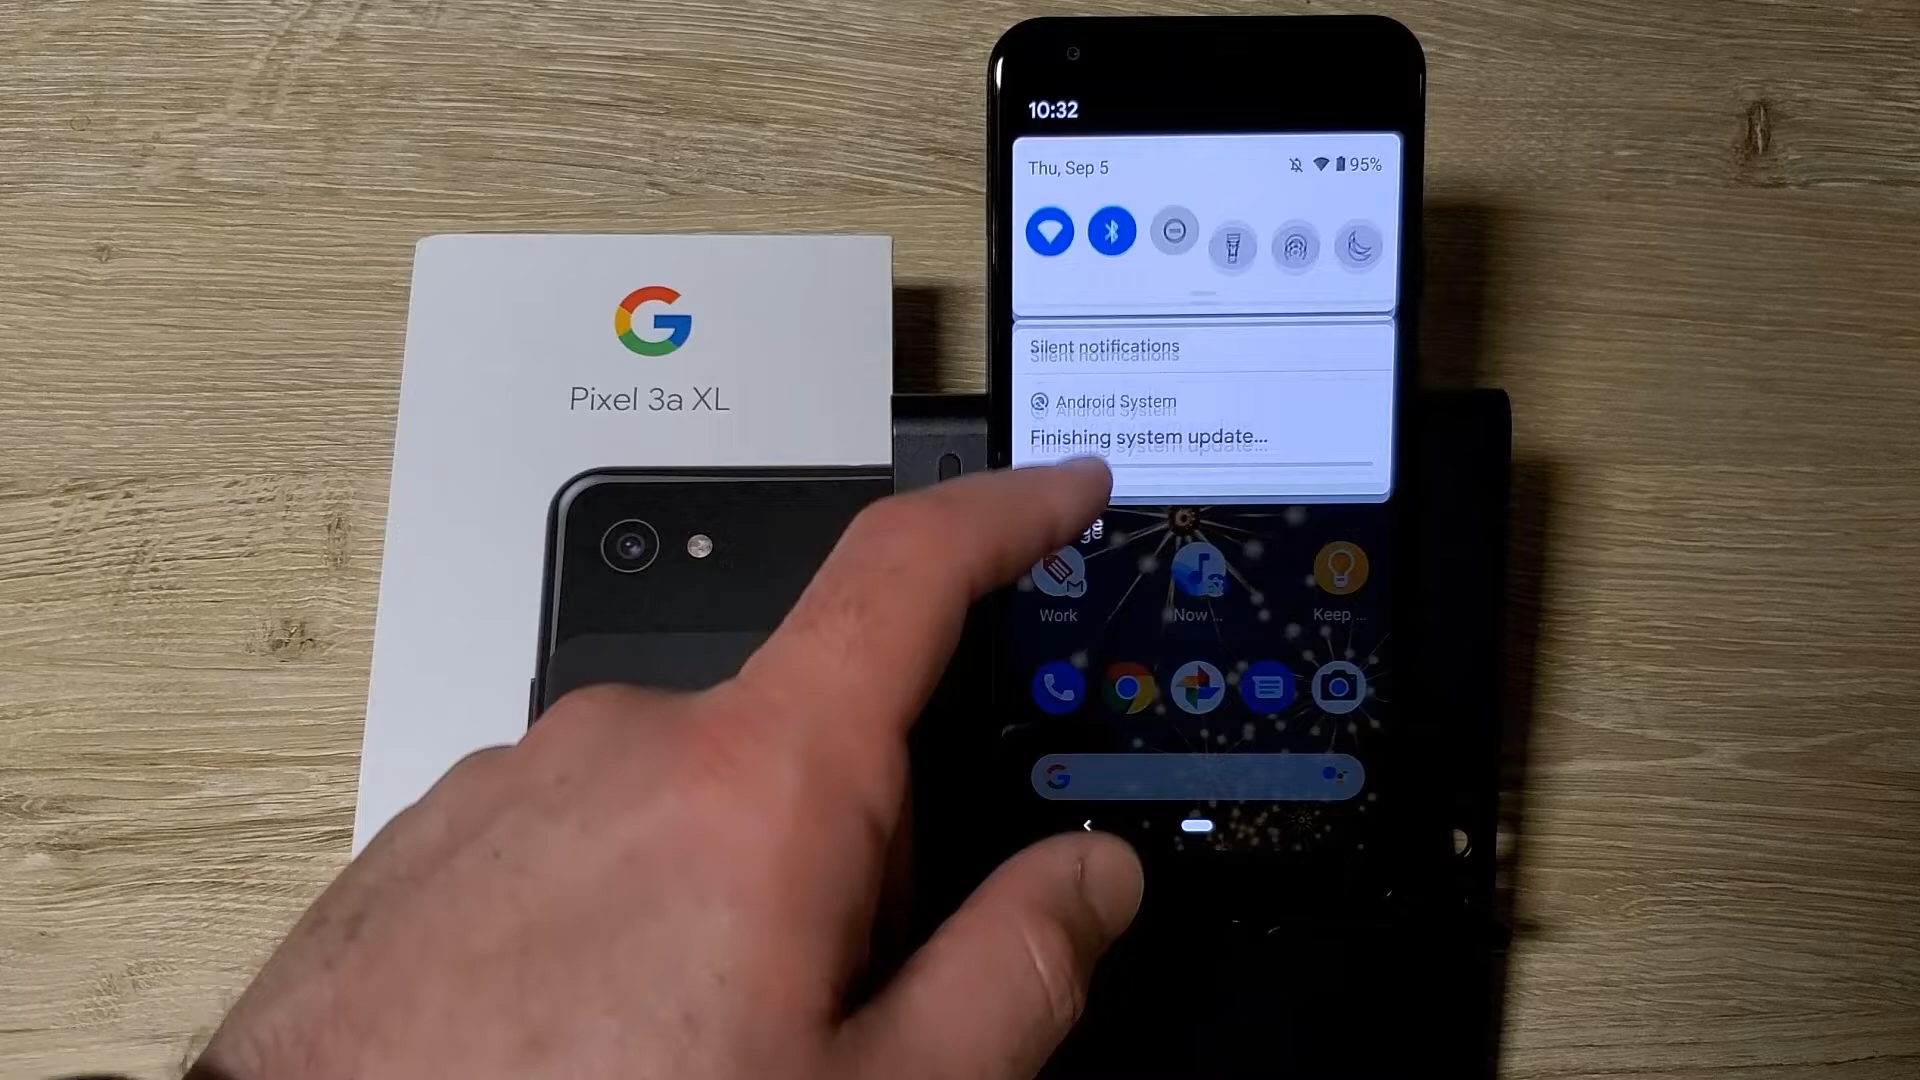 Pixel 3a XL
10:32
Thu, Sep 5
95%
Silent notifications
Android System
Finishing system update...
Work
Now ...
Keep ...